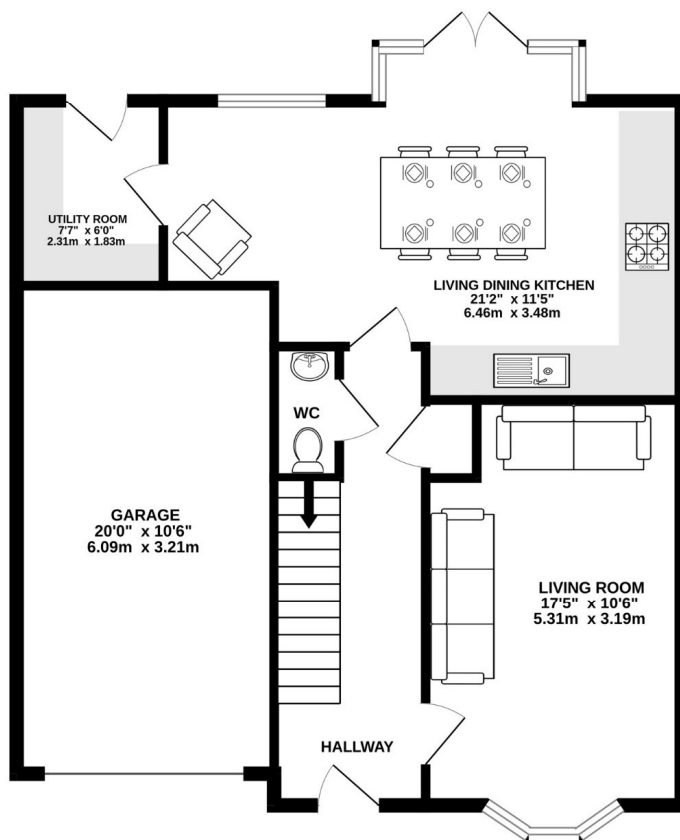 UTILITY ROOM
7'7" x 6'0"
2.31m x 1.83m
LIVING DINING KITCHEN
21'2" x 11'5"
6.46m x 3.48m
WC
GARAGE
20'0" x 10'6"
6.09m x 3.21m
LIVING ROOM
17'5" x 10'6"
5.31m x 3.19m
HALLWAY